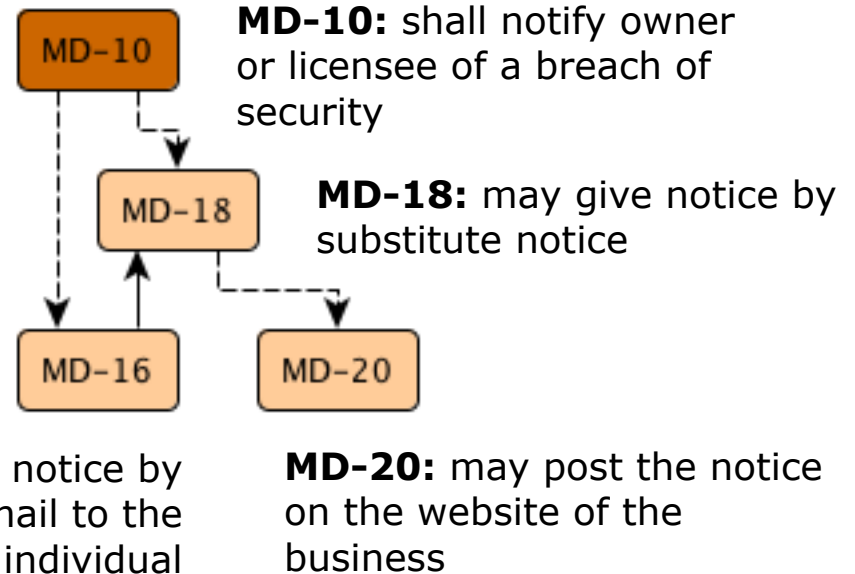 MD-10
MD-10: shall notify owner
or licensee of a breach of
security
MD-18
MD-18: may give notice by
substitute notice
MD-16
MD-20
notice by
to the
individual
MD-20: may post the notice
on the website of the
business